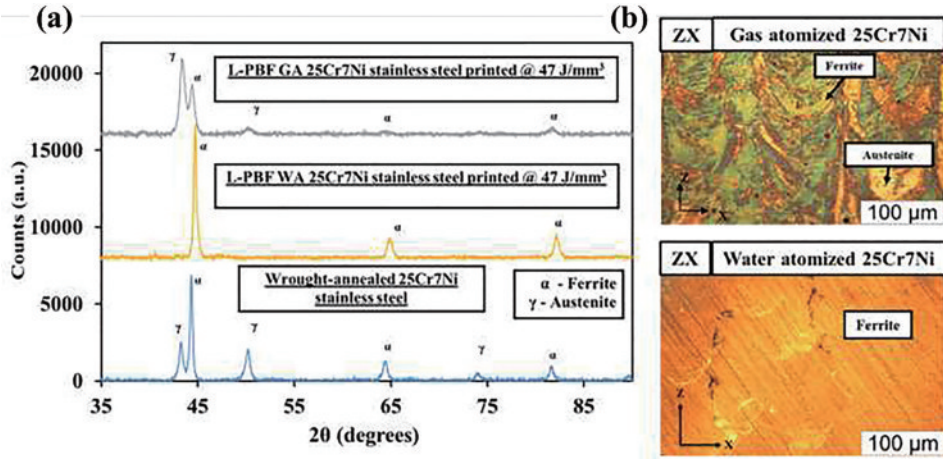 (a)
γ
α
L-PBF GA 25Cr7Ni stainless steel printed @ 47 J/mm³
γ
α
α
α
L-PBF WA 25Cr7Ni stainless steel printed @ 47 J/mm³
α
α
Wrought-annealed 25Cr7Ni
stainless steel
α - Ferrite
γ - Austenite
γ
α
γ
α
γ
α
20000
15000
10000
5000
0
Counts (a.u.)
35
45
55
65
75
85
2θ (degrees)
(b)
ZX
Gas atomized 25Cr7Ni
Ferrite
Austenite
Z
X
100 µm
ZX
Water atomized 25Cr7Ni
Ferrite
Z
X
100 µm